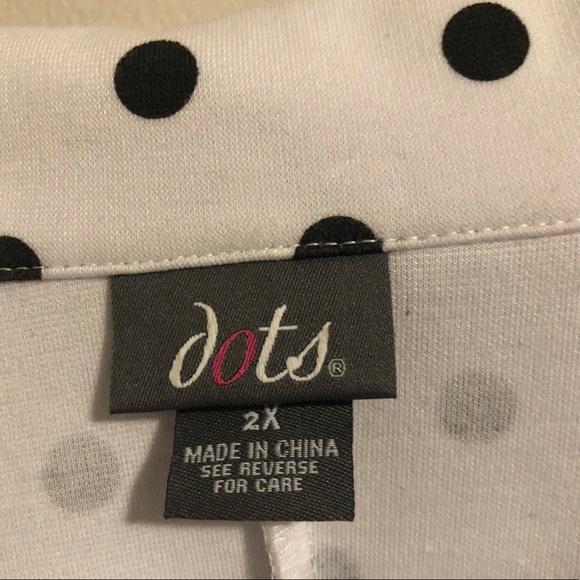 dots®
2X
MADE IN CHINA
SEE REVERSE
FOR CARE